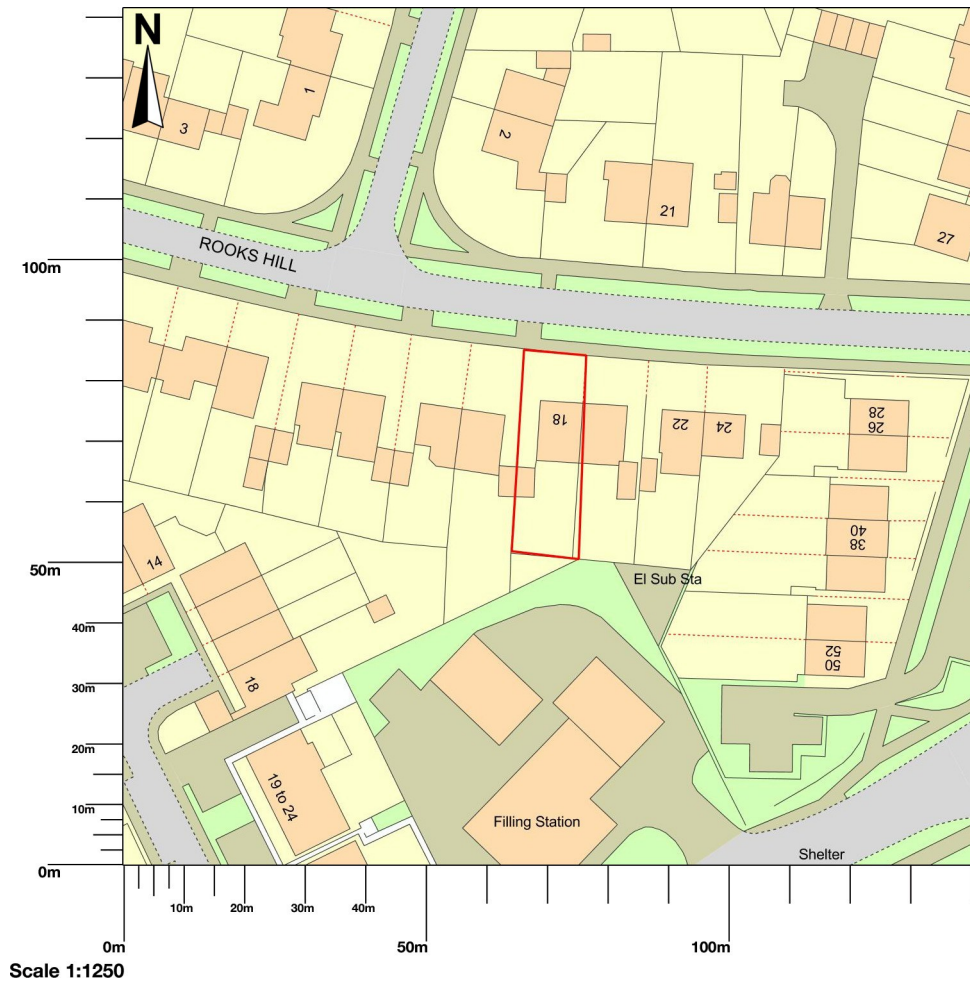 N
1
3
2
21
27
ROOKS HILL
100m
18
22
24
28
26
40
38
14
50m
El Sub Sta
40m
52
50
30m
18
20m
19 to 24
10m
Filling Station
Shelter
0m
10m
20m
30m
40m
0m
50m
100m
Scale 1:1250